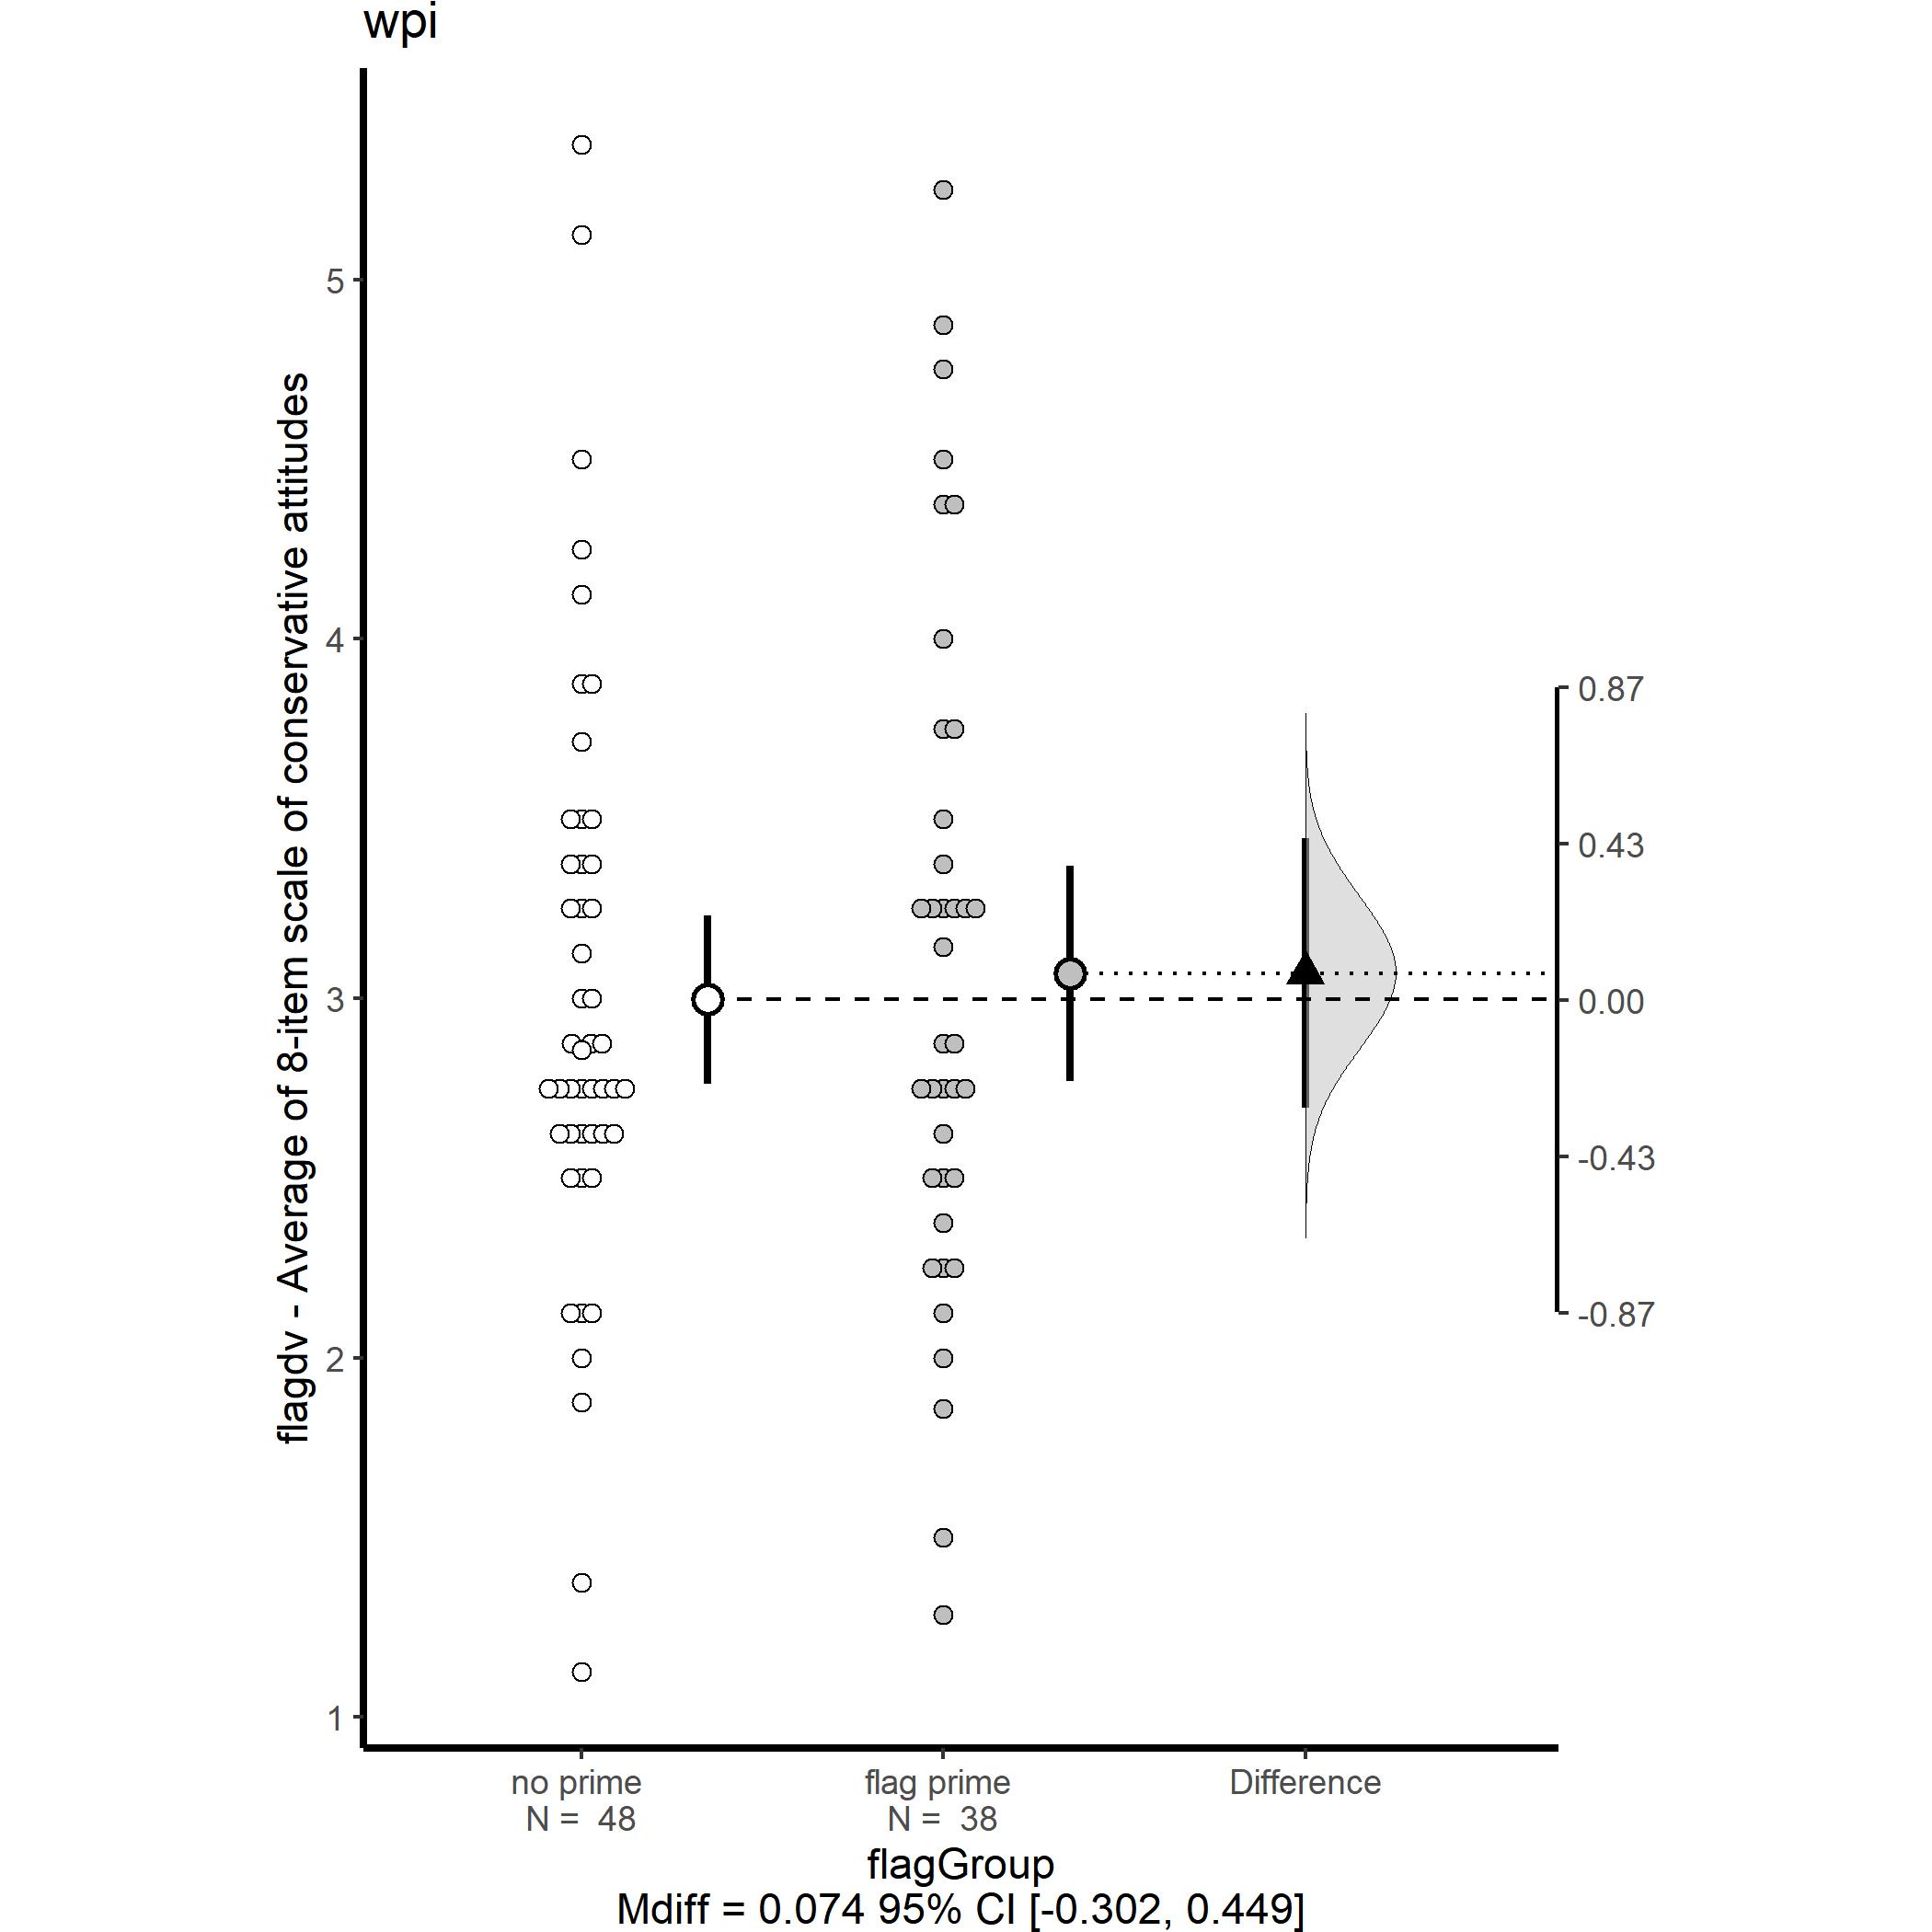 wpi
flagdv - Average of 8-item scale of conservative attitudes
5
4
3
2
1
0.87
0.43
0.00
-0.43
-0.87
no prime
N =  48
flag prime
N =  38
Difference
flagGroup
Mdiff = 0.074 95% CI [-0.302, 0.449]